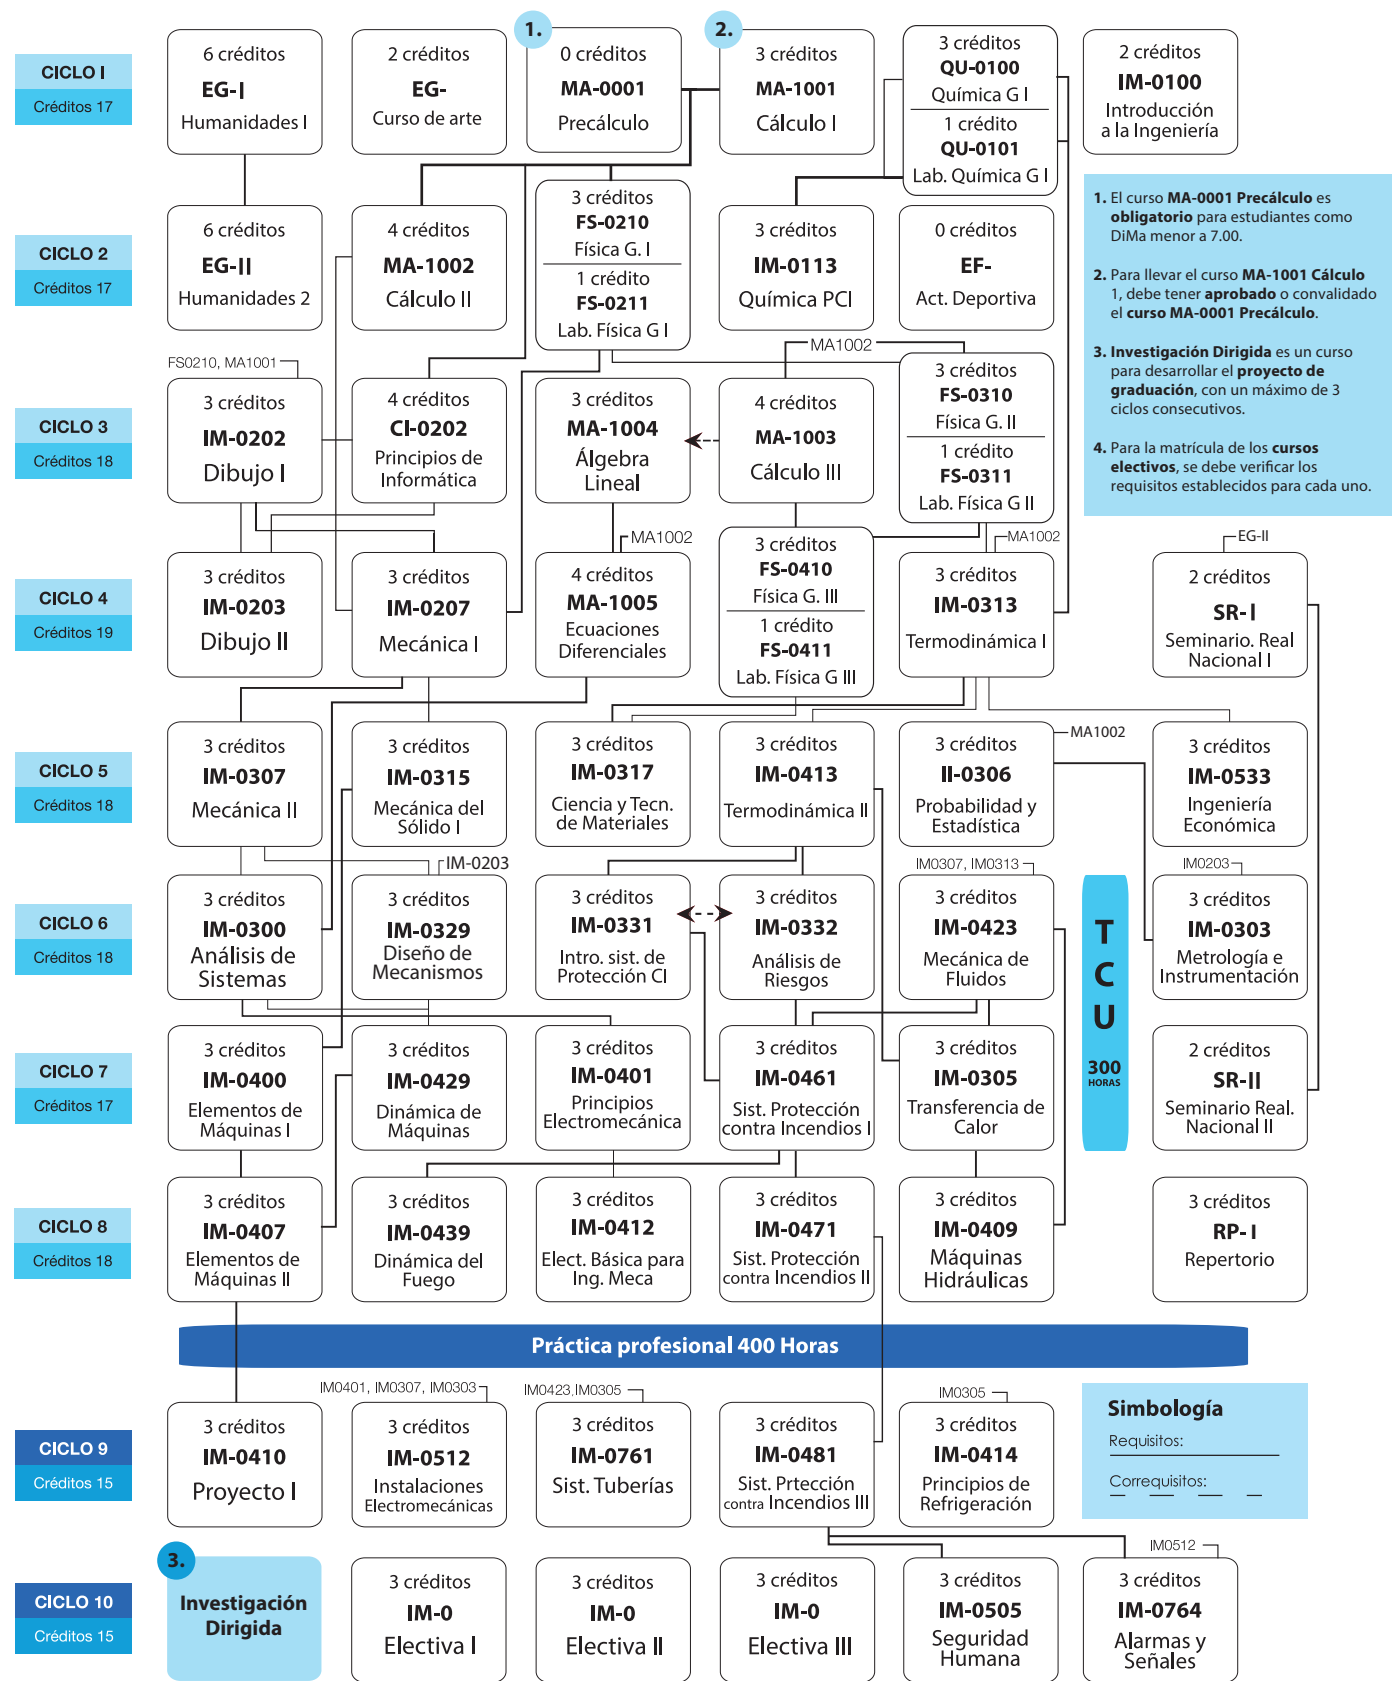 1.
2.
CICLO I
Créditos 17
6 créditos
EG-I
Humanidades I
2 créditos
EG-
Curso de arte
0 créditos
MA-0001
Precálculo
3 créditos
MA-1001
Cálculo I
3 créditos
QU-0100
Química G I
1 crédito
QU-0101
Lab. Química G I
2 créditos
IM-0100
Introducción
a la Ingeniería
1. El curso MA-0001 Precálculo es
obligatorio para estudiantes como
DiMa menor a 7.00.
2. Para llevar el curso MA-1001 Cálculo
1, debe tener aprobado o convalidado
el curso MA-0001 Precálculo.
3. Investigación Dirigida es un curso
para desarrollar el proyecto de
graduación, con un máximo de 3
ciclos consecutivos.
4. Para la matrícula de los cursos
electivos, se debe verificar los
requisitos establecidos para cada uno.
CICLO 2
Créditos 17
6 créditos
EG-II
Humanidades 2
4 créditos
MA-1002
Cálculo II
3 créditos
FS-0210
Física G. I
1 crédito
FS-0211
Lab. Física G I
3 créditos
IM-0113
Química PCI
0 créditos
EF-
Act. Deportiva
FS0210, MA1001
MA1002
CICLO 3
Créditos 18
3 créditos
IM-0202
Dibujo I
4 créditos
CI-0202
Principios de
Informática
3 créditos
MA-1004
Álgebra
Lineal
4 créditos
MA-1003
Cálculo III
3 créditos
FS-0310
Física G. II
1 crédito
FS-0311
Lab. Física G II
MA1002
MA1002
EG-II
CICLO 4
Créditos 19
3 créditos
IM-0203
Dibujo II
3 créditos
IM-0207
Mecánica I
4 créditos
MA-1005
Ecuaciones
Diferenciales
3 créditos
FS-0410
Física G. III
1 crédito
FS-0411
Lab. Física G III
3 créditos
IM-0313
Termodinámica I
2 créditos
SR-I
Seminario. Real
Nacional I
MA1002
CICLO 5
Créditos 18
3 créditos
IM-0307
Mecánica II
3 créditos
IM-0315
Mecánica del
Sólido I
3 créditos
IM-0317
Ciencia y Tecn.
de Materiales
3 créditos
IM-0413
Termodinámica II
3 créditos
II-0306
Probabilidad y
Estadística
3 créditos
IM-0533
Ingeniería
Económica
IM-0203
IM0307, IM0313
IM0203
CICLO 6
Créditos 18
3 créditos
IM-0300
Análisis de
Sistemas
3 créditos
IM-0329
Diseño de
Mecanismos
3 créditos
IM-0331
Intro. sist. de
Protección CI
3 créditos
IM-0332
Análisis de
Riesgos
3 créditos
IM-0423
Mecánica de
Fluidos
T
C
U
300
HORAS
3 créditos
IM-0303
Metrología e
Instrumentación
CICLO 7
Créditos 17
3 créditos
IM-0400
Elementos de
Máquinas I
3 créditos
IM-0429
Dinámica de
Máquinas
3 créditos
IM-0401
Principios
Electromecánica
3 créditos
IM-0461
Sist. Protección
contra Incendios I
3 créditos
IM-0305
Transferencia de
Calor
2 créditos
SR-II
Seminario Real.
Nacional II
CICLO 8
Créditos 18
3 créditos
IM-0407
Elementos de
Máquinas II
3 créditos
IM-0439
Dinámica del
Fuego
3 créditos
IM-0412
Elect. Básica para
Ing. Meca
3 créditos
IM-0471
Sist. Protección
contra Incendios II
3 créditos
IM-0409
Máquinas
Hidráulicas
3 créditos
RP-I
Repertorio
Práctica profesional 400 Horas
IM0401, IM0307, IM0303
IM0423,IM0305
IM0305
CICLO 9
Créditos 15
3 créditos
IM-0410
Proyecto I
3 créditos
IM-0512
Instalaciones
Electromecánicas
3 créditos
IM-0761
Sist. Tuberías
3 créditos
IM-0481
Sist. Prtección
contra Incendios III
3 créditos
IM-0414
Principios de
Refrigeración
Simbología
Requisitos:
Correquisitos:
IM0512
CICLO 10
Créditos 15
3.
Investigación
Dirigida
3 créditos
IM-0
Electiva I
3 créditos
IM-0
Electiva II
3 créditos
IM-0
Electiva III
3 créditos
IM-0505
Seguridad
Humana
3 créditos
IM-0764
Alarmas y
Señales